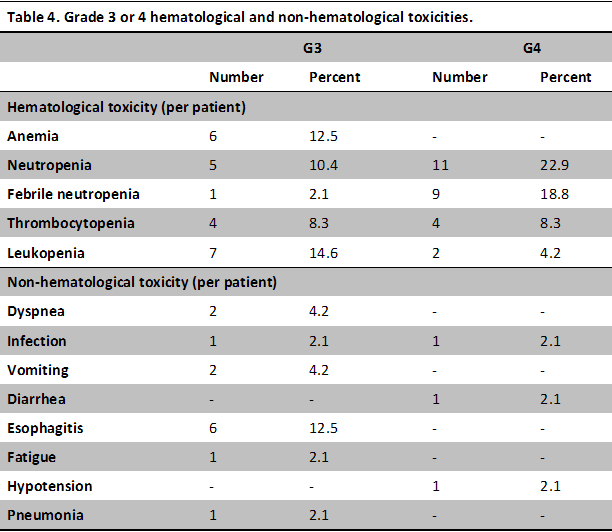 Table 4. Grade 3 or 4 hematological and non-hematological toxicities.
G3 G4
Number Percent Number Percent
Hematological toxicity (per patient)
Anemia 6 12.5 - -
Neutropenia 5 10.4 11 22.9
Febrile neutropenia 1 2.1 9 18.8
Thrombocytopenia 4 8.3 4 8.3
Leukopenia 7 14.6 2 4.2
Non-hematological toxicity (per patient)
Dyspnea 2 4.2 - -
Infection 1 2.1 1 2.1
Vomiting 2 4.2 - -
Diarrhea - - 1 2.1
Esophagitis 6 12.5 - -
Fatigue 1 2.1 - -
Hypotension - - 1 2.1
Pneumonia 1 2.1 - -